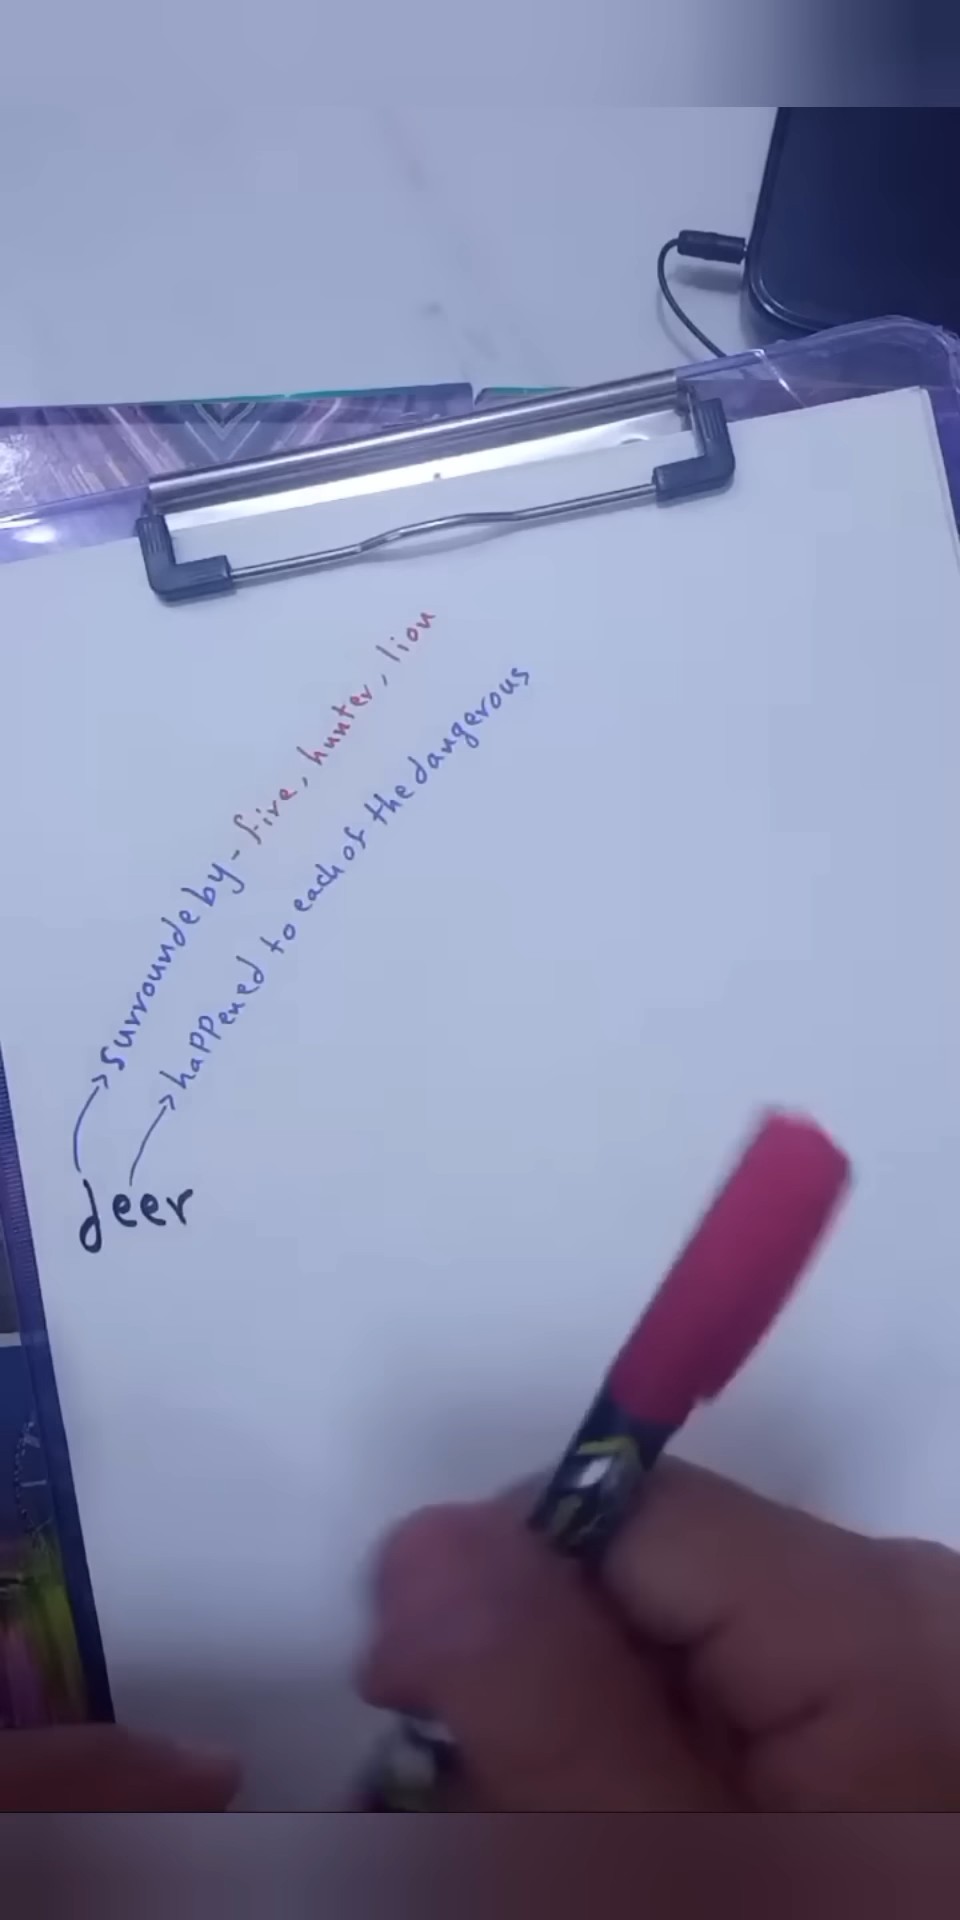 surrounde by - fire, hunter, lion
happened to each of the dangerous
deer